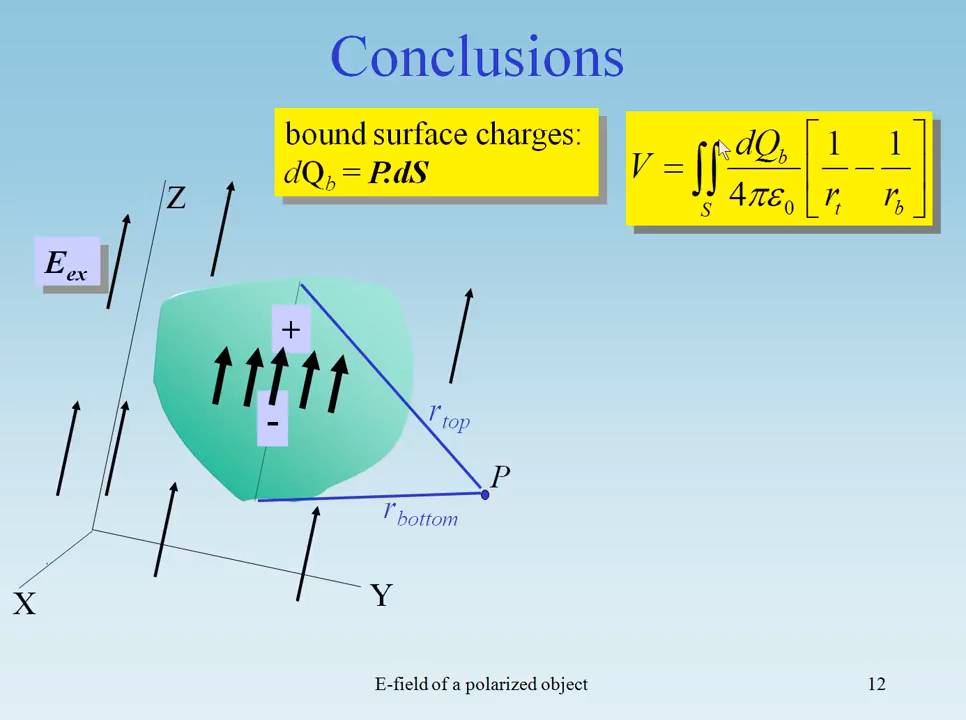 Conclusions
bound surface charges:
dQb = P.dS
V = ∬S dQb / 4πε0 [ 1/rt − 1/rb ]
Z
Eex
+
-
rtop
P
rbottom
X
Y
E-field of a polarized object
12